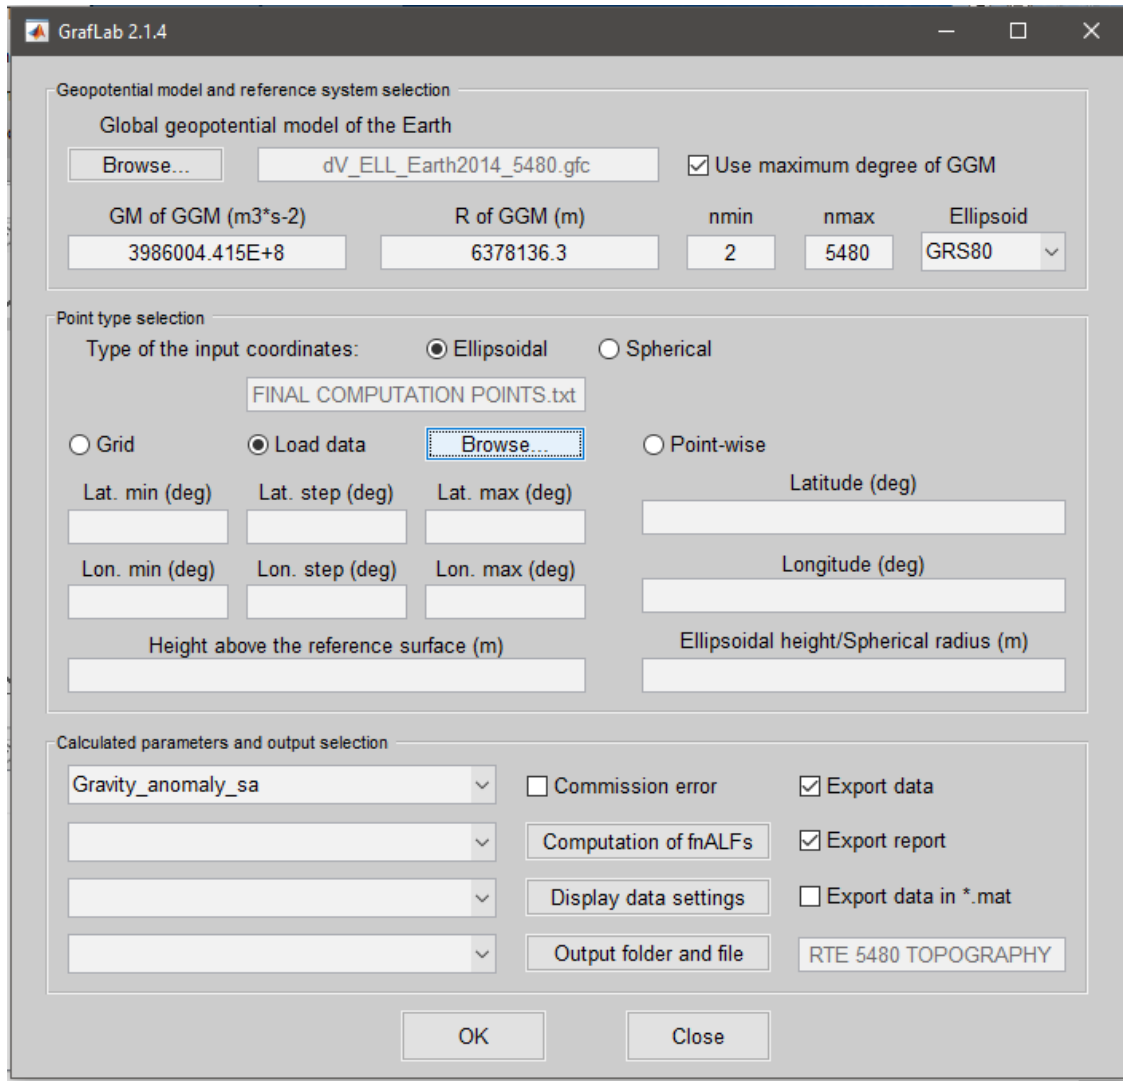 GrafLab 2.1.4
Geopotential model and reference system selection
Global geopotential model of the Earth
Browse... dV_ELL_Earth2014_5480.gfc Use maximum degree of GGM
GM of GGM (m3*s-2) R of GGM (m) nmin nmax Ellipsoid
3986004.415E+8 6378136.3 2 5480 GRS80
Point type selection
Type of the input coordinates: Ellipsoidal Spherical
FINAL COMPUTATION POINTS.txt
Grid Load data Browse... Point-wise
Lat. min (deg) Lat. step (deg) Lat. max (deg) Latitude (deg)
Lon. min (deg) Lon. step (deg) Lon. max (deg) Longitude (deg)
Height above the reference surface (m) Ellipsoidal height/Spherical radius (m)
Calculated parameters and output selection
Gravity_anomaly_sa Commission error Export data
Computation of fnALFs Export report
Display data settings Export data in *.mat
Output folder and file RTE 5480 TOPOGRAPHY
OK Close